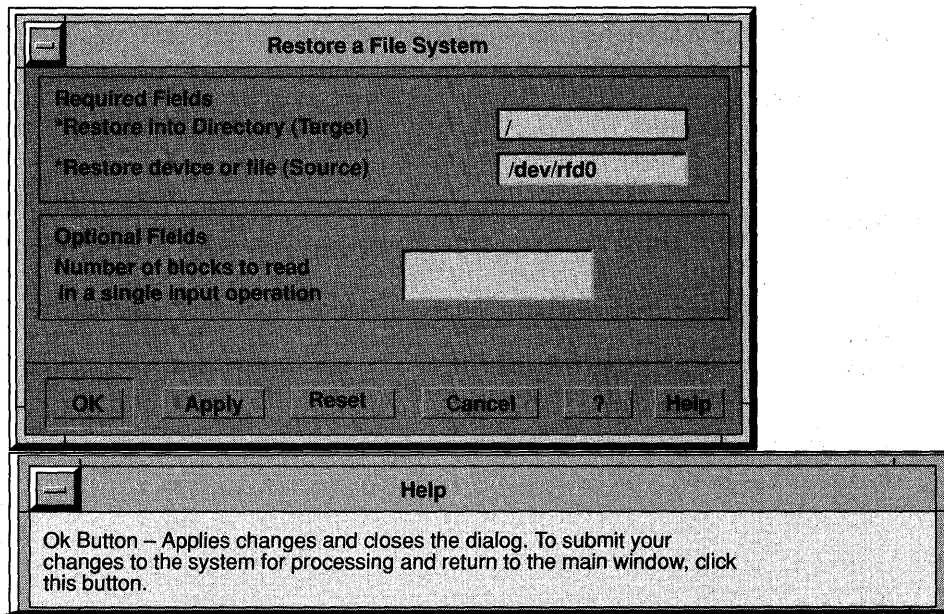 Restore a File System
Required Fields
*Restore into Directory (Target)
/
*Restore device or file (Source)
/dev/rfd0
Optional Fields
Number of blocks to read
in a single input operation
OK
Apply
Reset
Cancel
?
Help
Help
Ok Button – Applies changes and closes the dialog. To submit your
changes to the system for processing and return to the main window, click
this button.